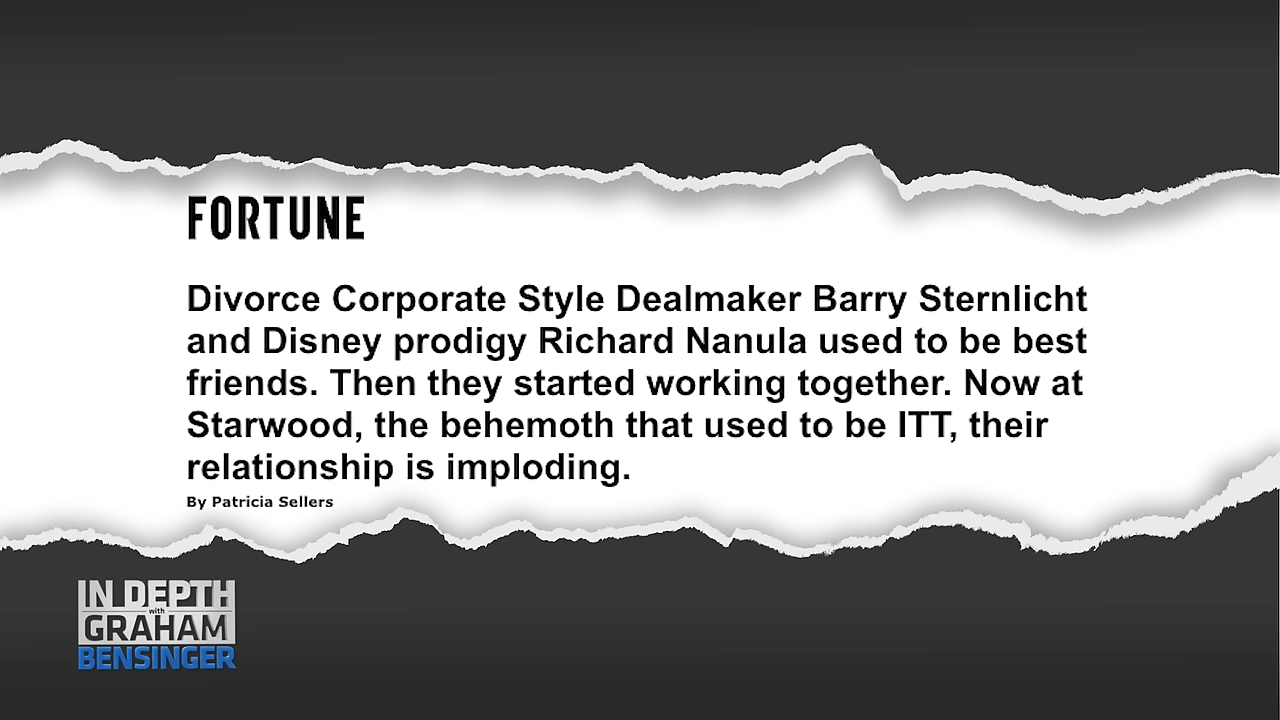 FORTUNE
Divorce Corporate Style Dealmaker Barry Sternlicht
and Disney prodigy Richard Nanula used to be best
friends. Then they started working together. Now at
Starwood, the behemoth that used to be ITT, their
relationship is imploding.
By Patricia Sellers
IN DEPTH
with
GRAHAM
BENSINGER